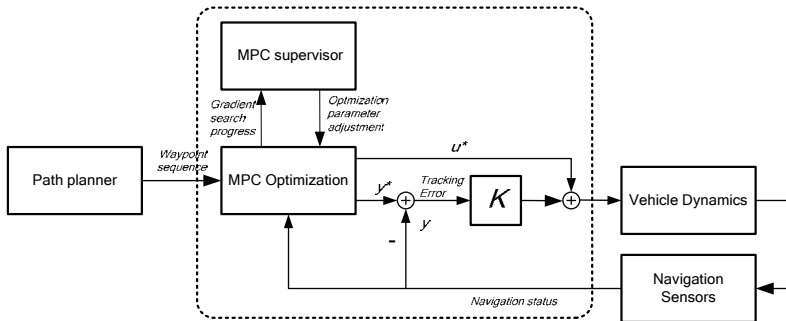 MPC supervisor
Gradient
search
progress
Optmization
parameter
adjustment
Waypoint
sequence
Path planner
MPC Optimization
u*
y*
Tracking
Error
K
y
-
Vehicle Dynamics
Navigation
Sensors
Navigation status